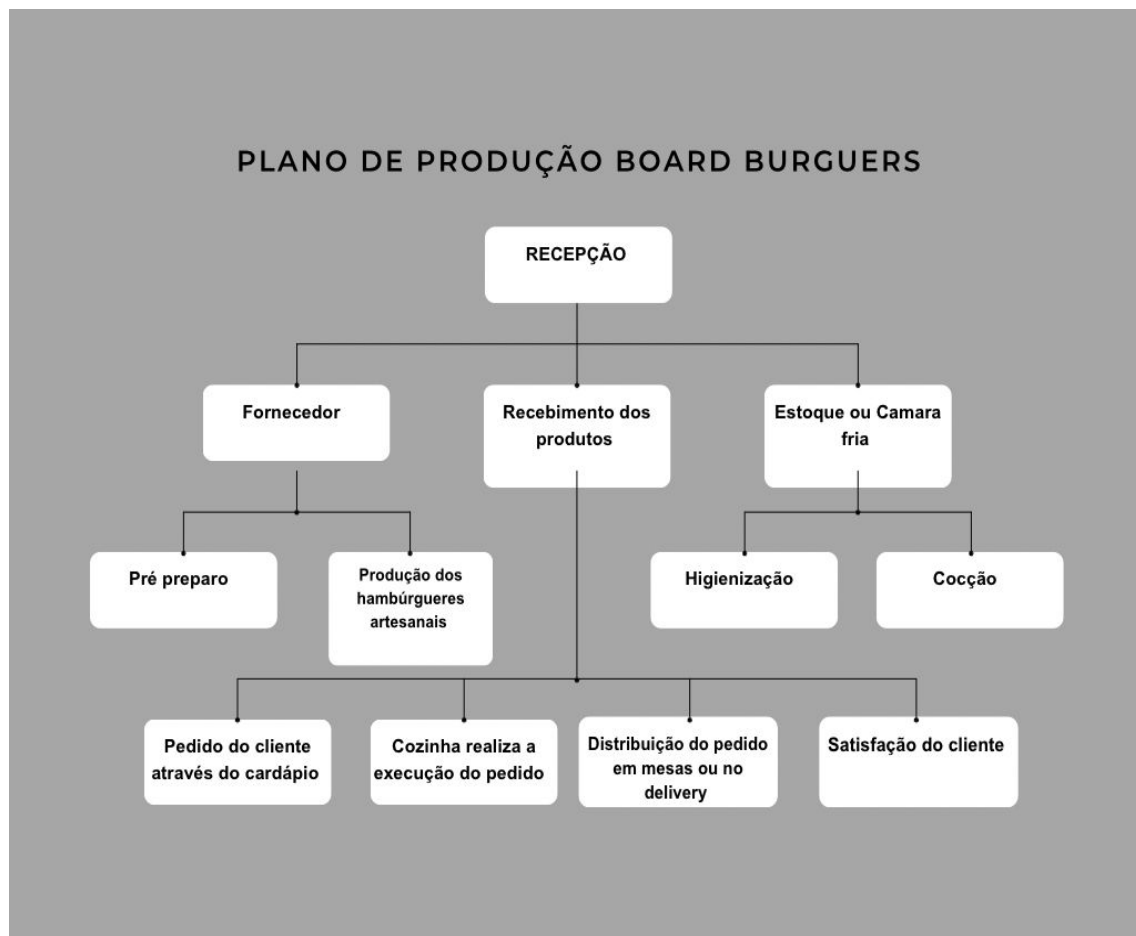 PLANO DE PRODUÇÃO BOARD BURGUERS
RECEPÇÃO
Fornecedor
Recebimento dos
produtos
Estoque ou Camara
fria
Pré preparo
Produção dos
hambúrgueres
artesanais
Higienização
Cocção
Pedido do cliente
através do cardápio
Cozinha realiza a
execução do pedido
Distribuição do pedido
em mesas ou no
delivery
Satisfação do cliente